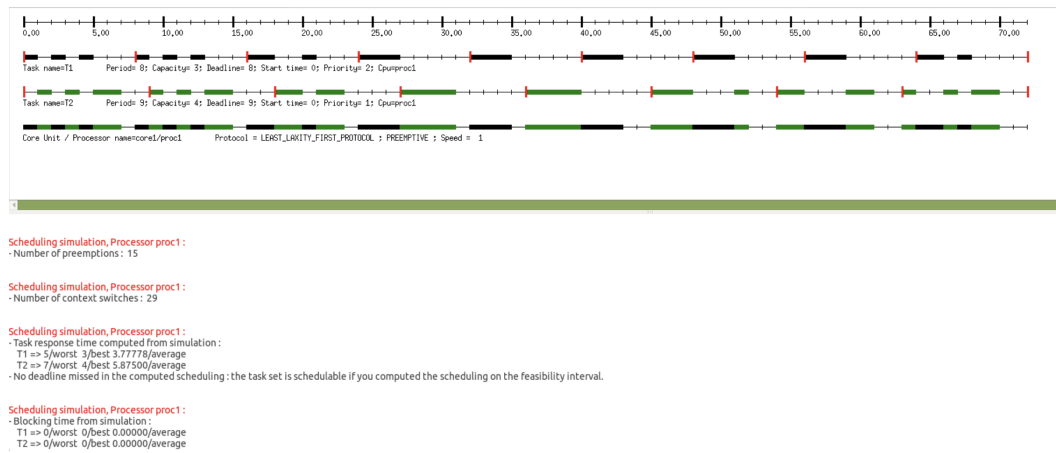 0.00 5.00 10.00 15.00 20.00 25.00 30.00 35.00 40.00 45.00 50.00 55.00 60.00 65.00 70.00
Task name=T1 Period= 8; Capacity= 3; Deadline= 8; Start time= 0; Priority= 2; Cpu=proc1
Task name=T2 Period= 9; Capacity= 4; Deadline= 9; Start time= 0; Priority= 1; Cpu=proc1
Core Unit / Processor name=core1/proc1 Protocol = LEAST_LAXITY_FIRST_PROTOCOL ; PREEMPTIVE ; Speed = 1
Scheduling simulation, Processor proc1 :
- Number of preemptions : 15
Scheduling simulation, Processor proc1 :
- Number of context switches : 29
Scheduling simulation, Processor proc1 :
- Task response time computed from simulation :
T1 => 5/worst 3/best 3.77778/average
T2 => 7/worst 4/best 5.87500/average
- No deadline missed in the computed scheduling : the task set is schedulable if you computed the scheduling on the feasibility interval.
Scheduling simulation, Processor proc1 :
- Blocking time from simulation :
T1 => 0/worst 0/best 0.00000/average
T2 => 0/worst 0/best 0.00000/average